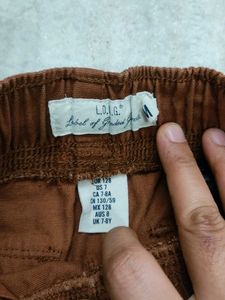 L.O.G.G.
Label of Graded Goods
EUR 128
US 7
CA 7-8A
CN 130/59
MX 128
AUS 8
UK 7-8Y